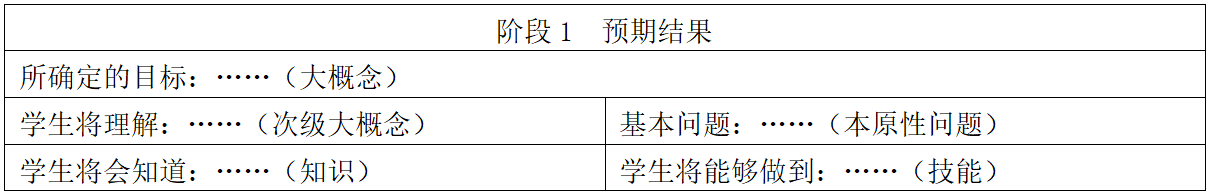 阶段 1　预期结果
所确定的目标：……（大概念）
学生将理解：……（次级大概念）
基本问题：……（本原性问题）
学生将会知道：……（知识）
学生将能够做到：……（技能）